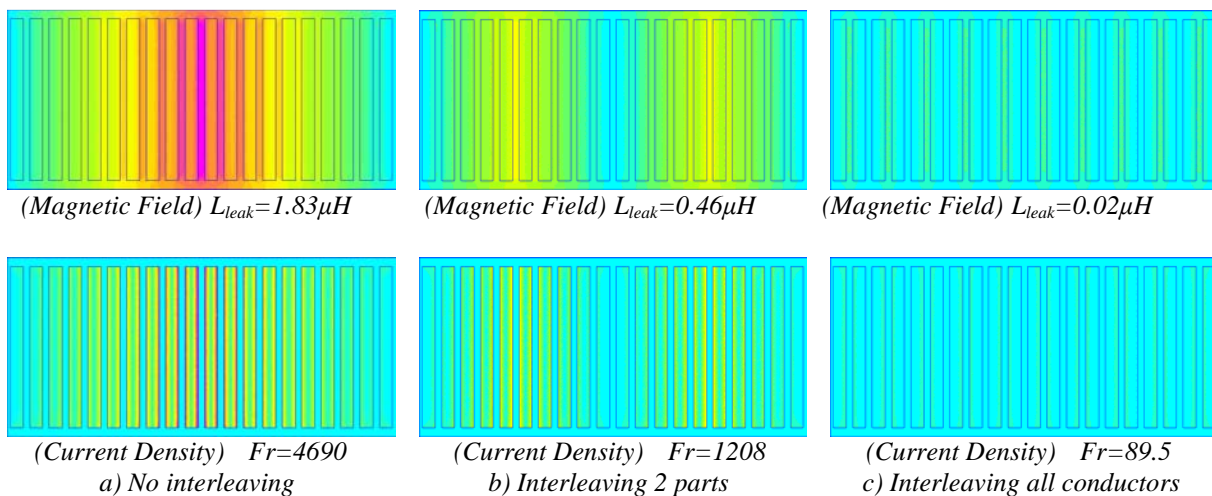 (Magnetic Field) Lleak=1.83μH
(Magnetic Field) Lleak=0.46μH
(Magnetic Field) Lleak=0.02μH
(Current Density) Fr=4690
(Current Density) Fr=1208
(Current Density) Fr=89.5
a) No interleaving
b) Interleaving 2 parts
c) Interleaving all conductors